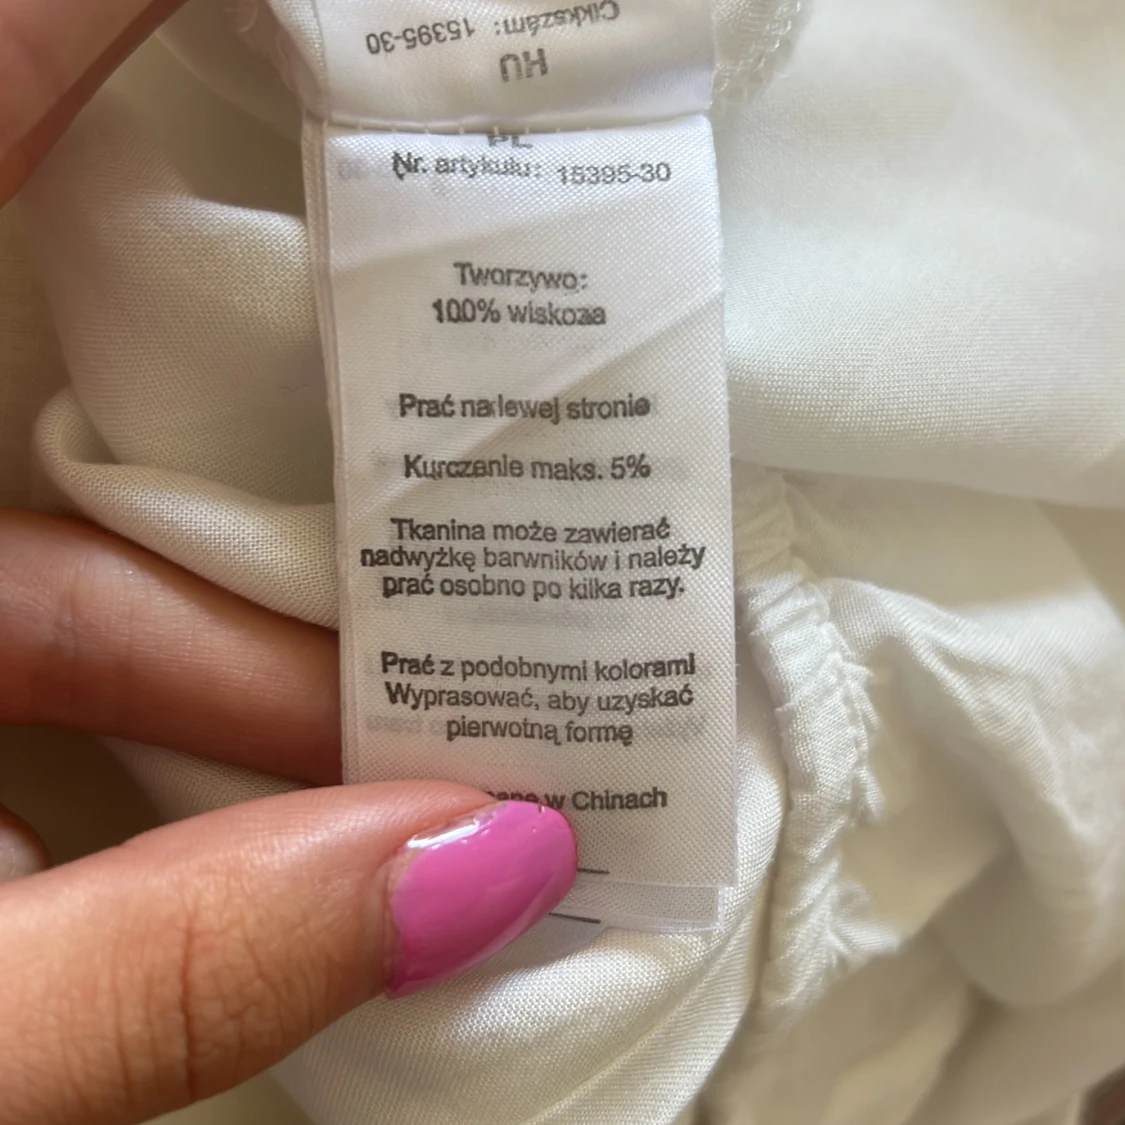 Cikkszám: 15395-30
HU
PL
Nr. artykułu: 15395-30
Tworzywo:
100% wiskoza
Prać na lewej stronie
Kurczenie maks. 5%
Tkanina może zawierać
nadwyżkę barwników i należy
prać osobno po kilka razy.
Prać z podobnymi kolorami
Wyprasować, aby uzyskać
pierwotną formę
w Chinach